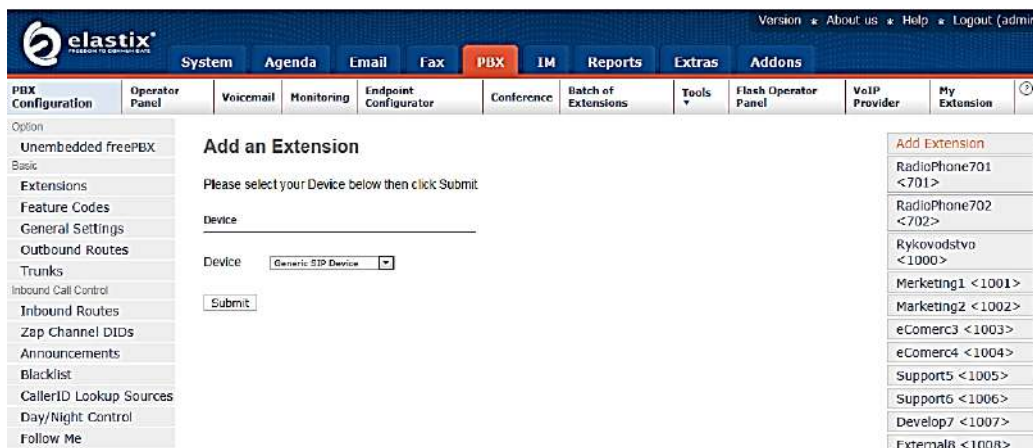 Version * About us * Help * Logout (admin
elastix
FREEDOM TO COMMUNICATE
System Agenda Email Fax PBX IM Reports Extras Addons
PBX Configuration
Operator Panel
Voicemail
Monitoring
Endpoint Configurator
Conference
Batch of Extensions
Tools
Flash Operator Panel
VoIP Provider
My Extension
Option
Unembedded freePBX
Basic
Extensions
Feature Codes
General Settings
Outbound Routes
Trunks
Inbound Call Control
Inbound Routes
Zap Channel DIDs
Announcements
Blacklist
CallerID Lookup Sources
Day/Night Control
Follow Me
Add an Extension
Please select your Device below then click Submit
Device
Device Generic SIP Device
Submit
Add Extension
RadioPhone701
<701>
RadioPhone702
<702>
Rykovodstvo
<1000>
Merketing1 <1001>
Marketing2 <1002>
eComerc3 <1003>
eComerc4 <1004>
Support5 <1005>
Support6 <1006>
Develop7 <1007>
External8 <1008>